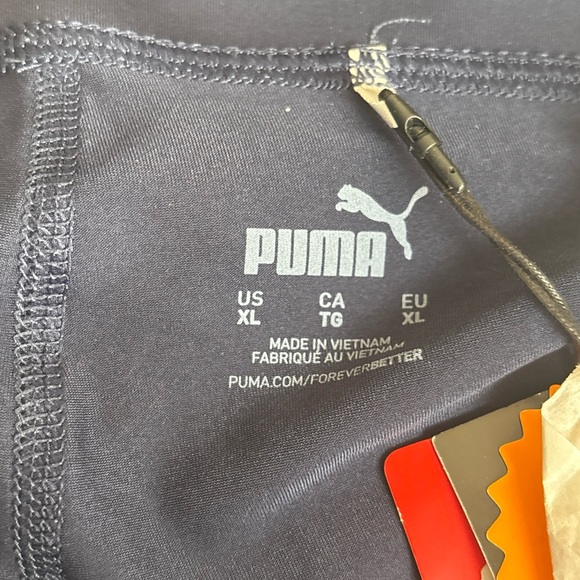 PUMA
US CA EU
XL TG XL
MADE IN VIETNAM
FABRIQUÉ AU VIETNAM
PUMA.COM/FOREVERBETTER